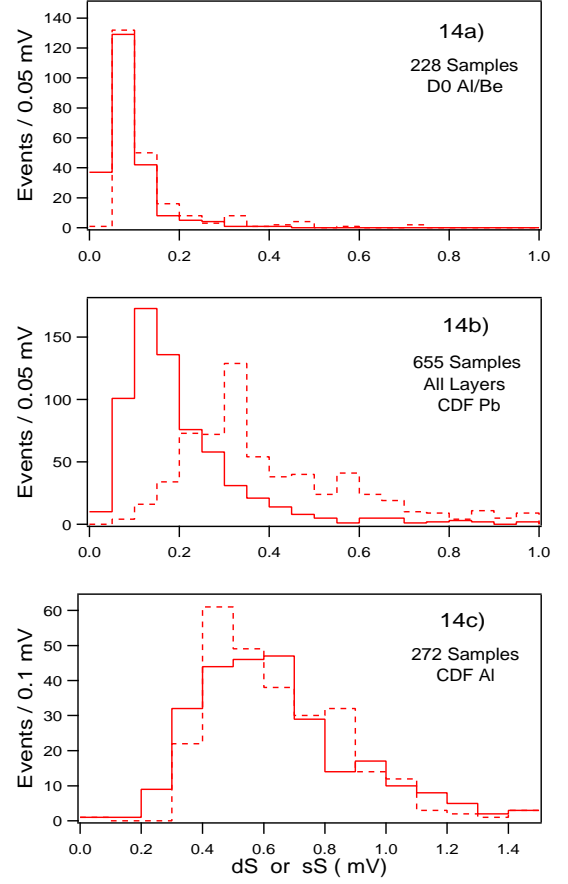 14a)
228 Samples
D0 Al/Be
Events / 0.05 mV
140
120
100
80
60
40
20
0
0.0 0.2 0.4 0.6 0.8 1.0
14b)
655 Samples
All Layers
CDF Pb
Events / 0.05 mV
150
100
50
0
0.0 0.2 0.4 0.6 0.8 1.0
14c)
272 Samples
CDF Al
Events / 0.1 mV
60
50
40
30
20
10
0
0.0 0.2 0.4 0.6 0.8 1.0 1.2 1.4
dS or sS ( mV)